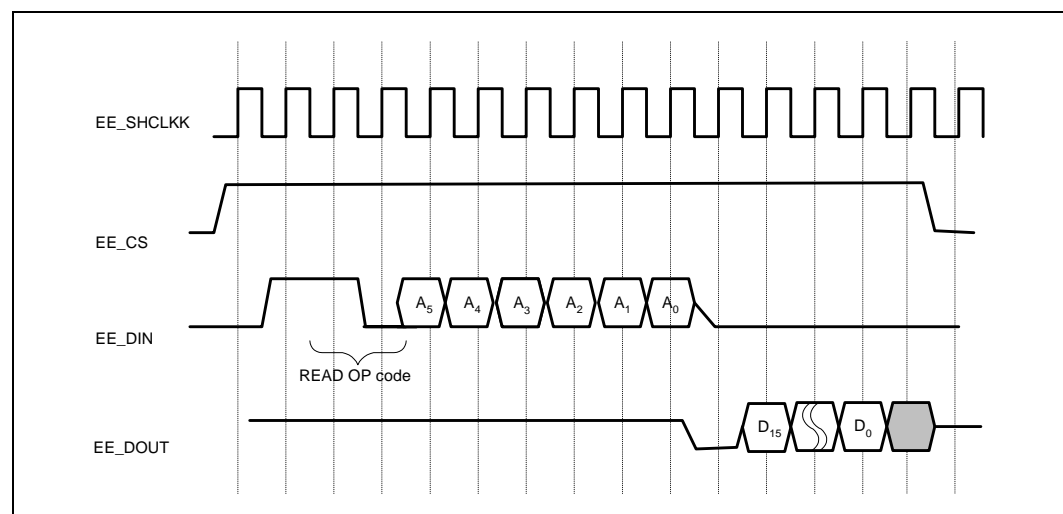 EE_SHCLKK
EE_CS
EE_DIN
A5 A4 A3 A2 A1 A0
READ OP code
EE_DOUT
D15 D0